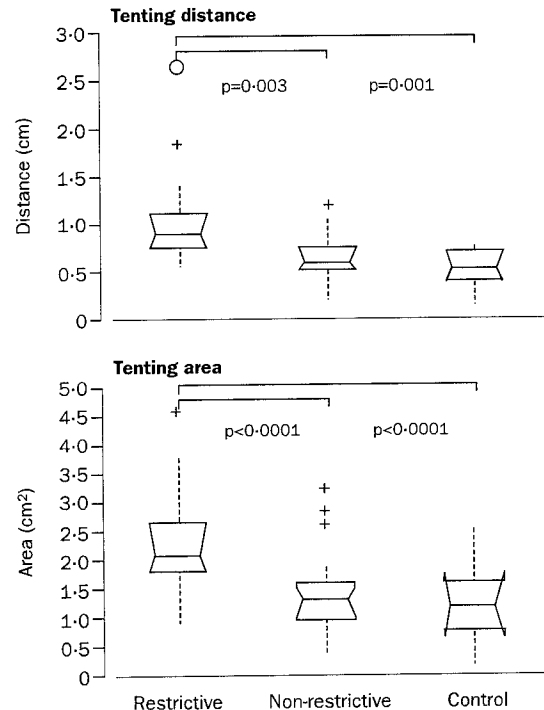 Tenting distance
3·0
2·5
2·0
1·5
1·0
0·5
0
Distance (cm)
p=0·003
p=0·001
Tenting area
5·0
4·5
4·0
3·5
3·0
2·5
2·0
1·5
1·0
0·5
0
Area (cm²)
p<0·0001
p<0·0001
Restrictive
Non-restrictive
Control